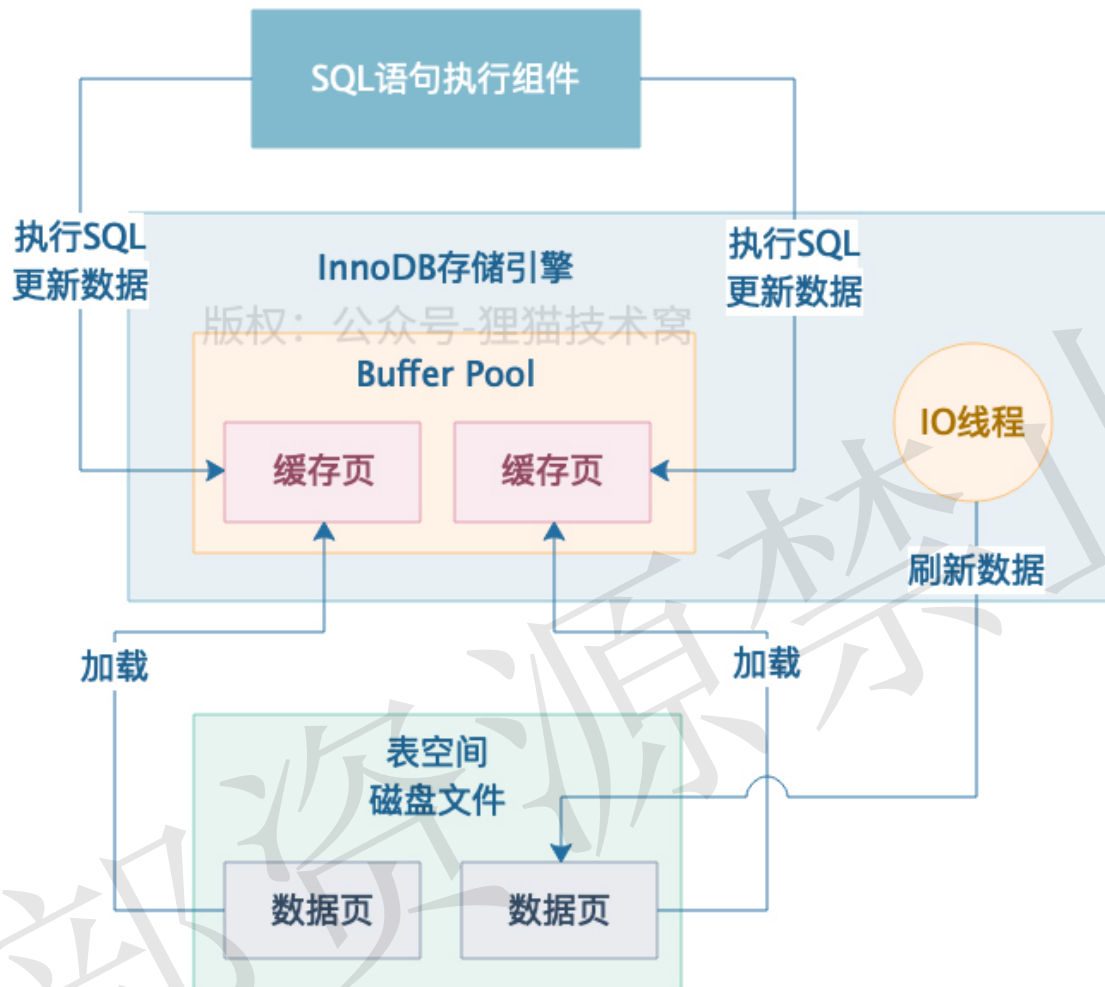 SQL语句执行组件
执行SQL
更新数据
执行SQL
更新数据
InnoDB存储引擎
版权：公众号-狸猫技术窝
Buffer Pool
缓存页
缓存页
IO线程
刷新数据
加载
加载
表空间
磁盘文件
数据页
数据页
部资源禁